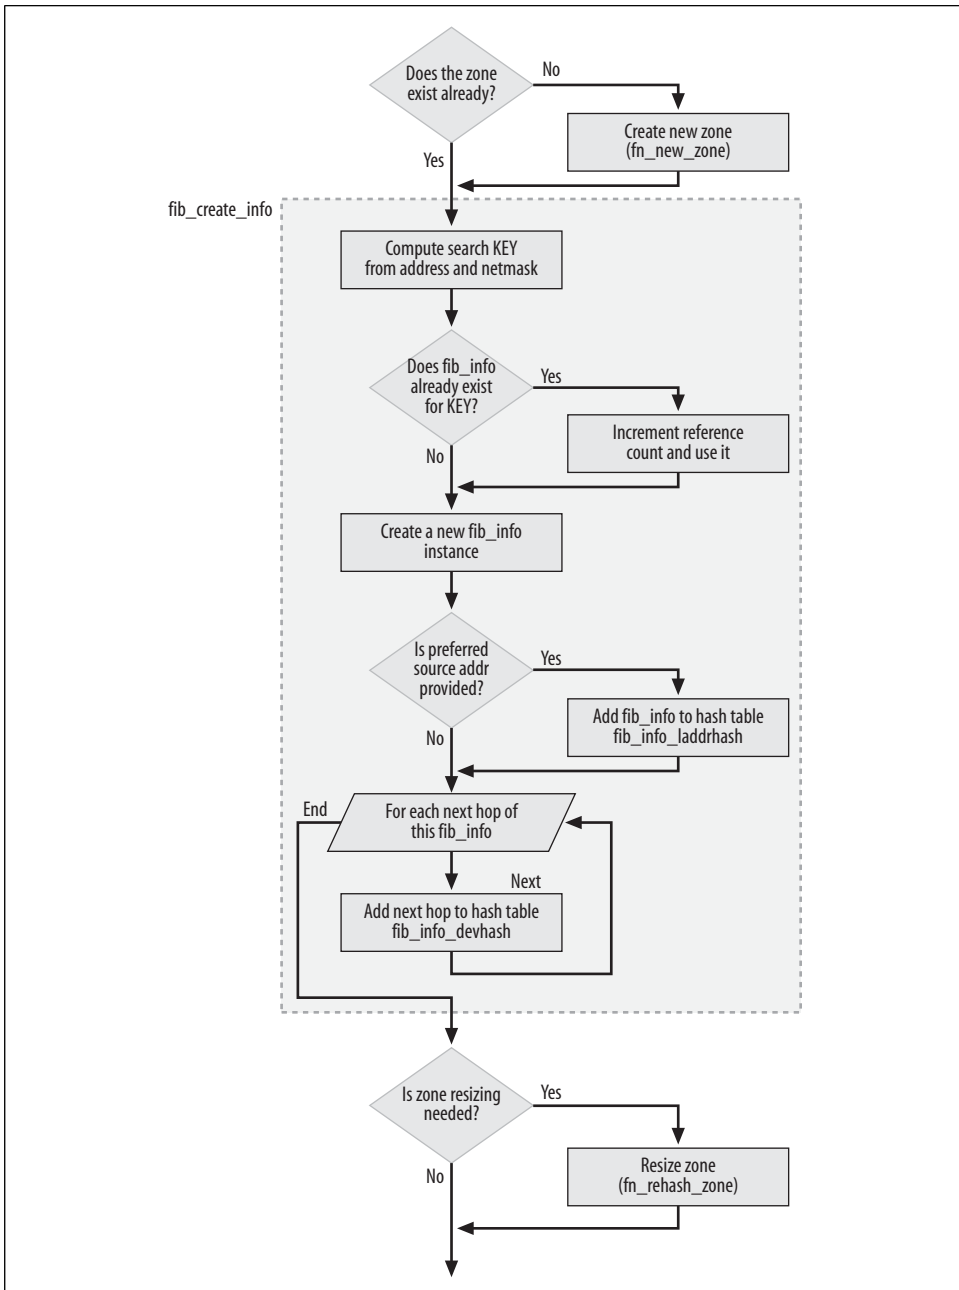 Does the zone
exist already?
No
Create new zone
(fn_new_zone)
Yes
fib_create_info
Compute search KEY
from address and netmask
Does fib_info
already exist
for KEY?
Yes
Increment reference
count and use it
No
Create a new fib_info
instance
Is preferred
source addr
provided?
Yes
Add fib_info to hash table
fib_info_laddrhash
No
End
For each next hop of
this fib_info
Next
Add next hop to hash table
fib_info_devhash
Is zone resizing
needed?
Yes
Resize zone
(fn_rehash_zone)
No